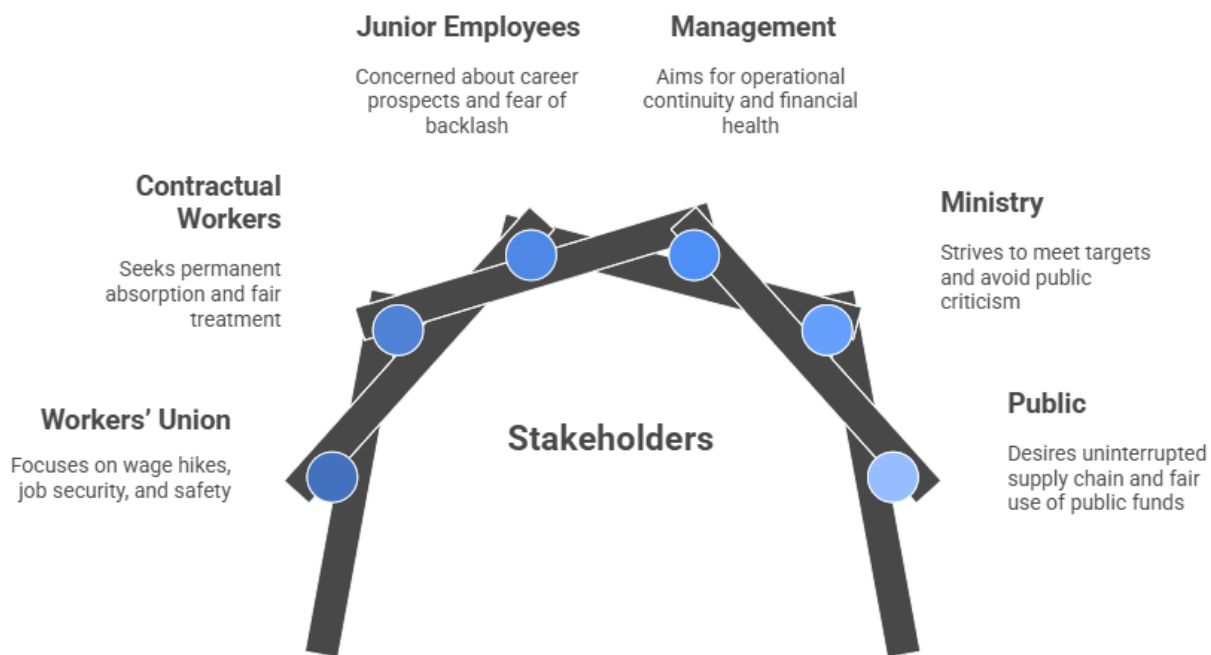 Junior Employees
Concerned about career
prospects and fear of
backlash
Management
Aims for operational
continuity and financial
health
Contractual
Workers
Seeks permanent
absorption and fair
treatment
Ministry
Strives to meet targets
and avoid public
criticism
Workers’ Union
Focuses on wage hikes,
job security, and safety
Stakeholders
Public
Desires uninterrupted
supply chain and fair
use of public funds